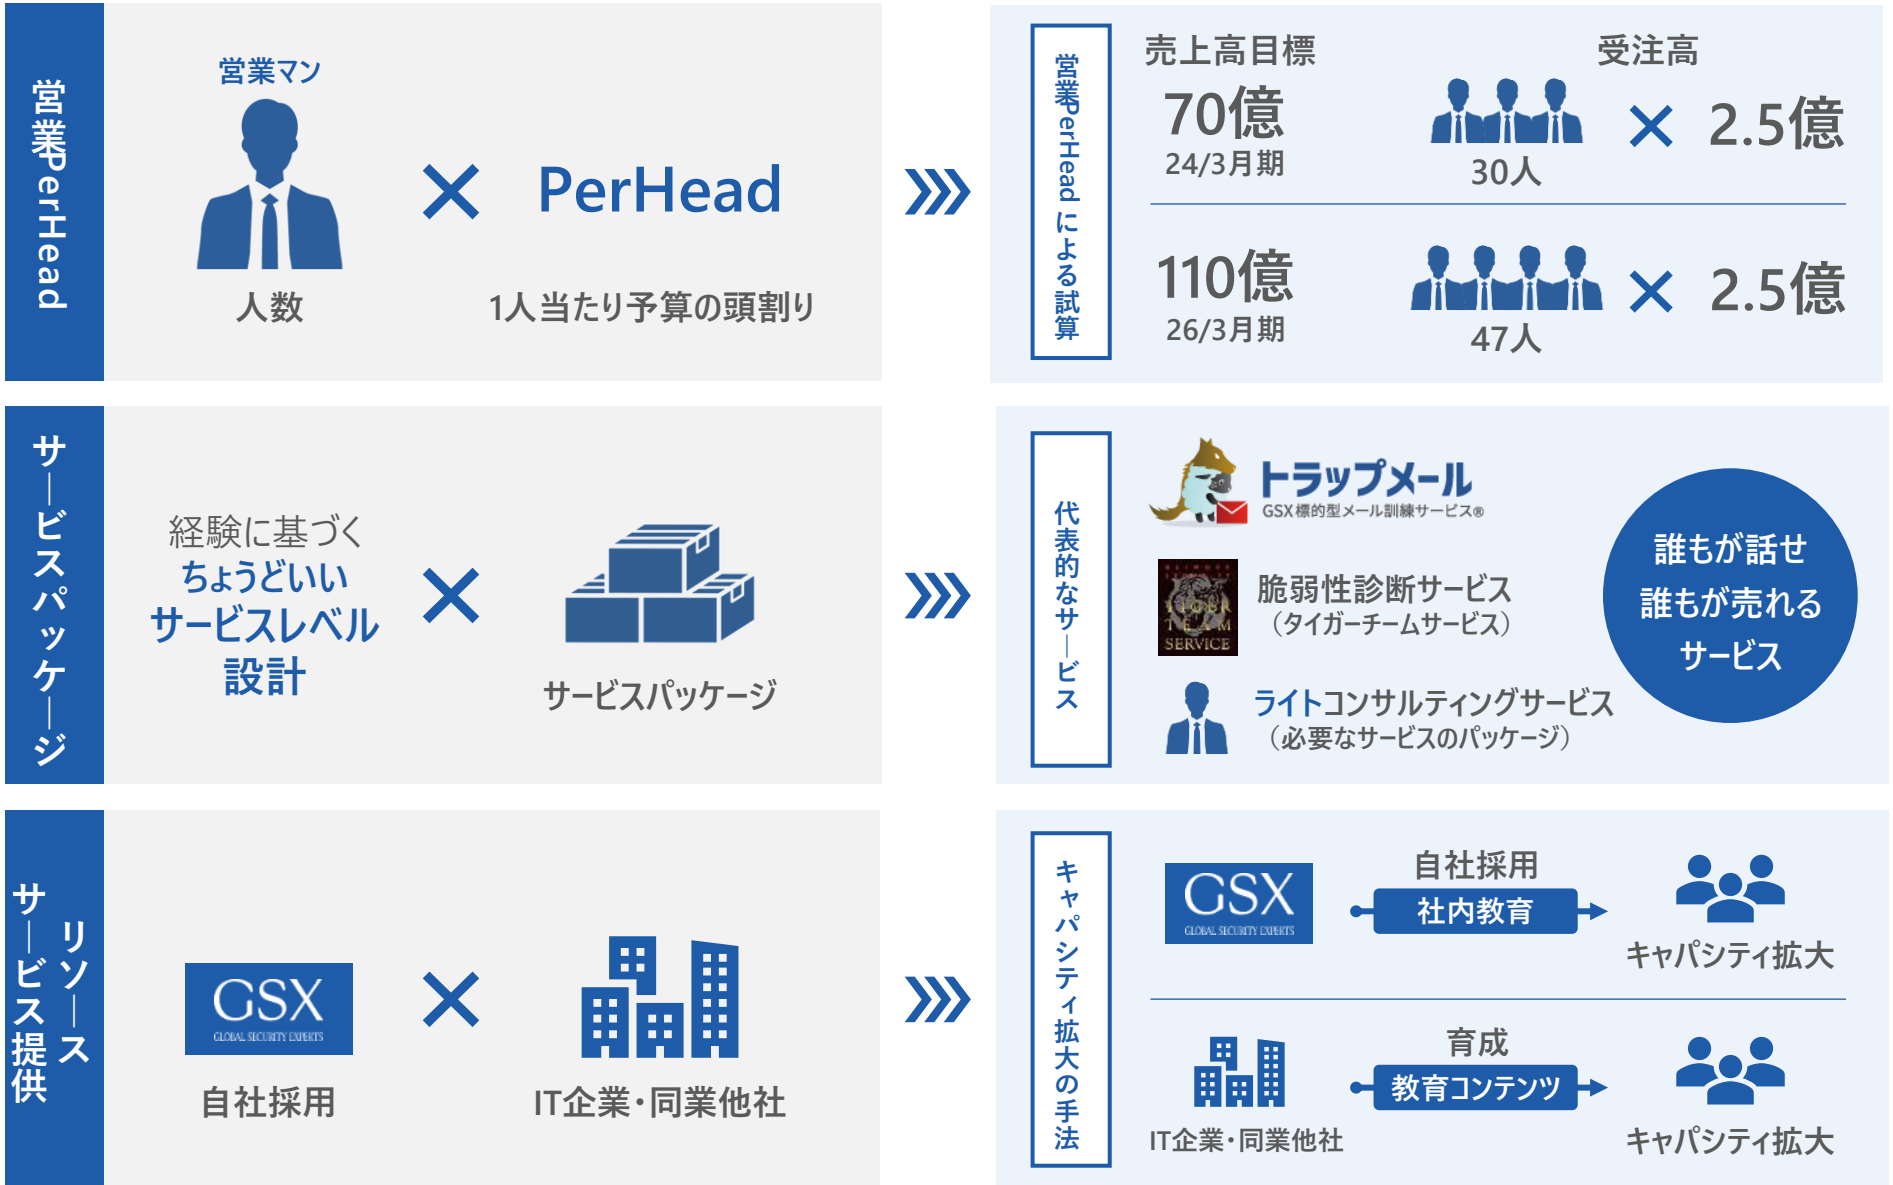 営業PerHead
営業マン
人数
×
PerHead
1人当たり予算の頭割り
営業PerHeadによる試算
売上高目標
受注高
70億
24/3月期
30人
×
2.5億
110億
26/3月期
47人
×
2.5億
サービスパッケージ
経験に基づく
ちょうどいい
サービスレベル
設計
×
サービスパッケージ
代表的なサービス
トラップメール
GSX標的型メール訓練サービス®
TIGER
TEAM
SERVICE
脆弱性診断サービス
（タイガーチームサービス）
ライトコンサルティングサービス
（必要なサービスのパッケージ）
誰もが話せ
誰もが売れる
サービス
サービス提供
リソース
GSX
GLOBAL SECURITY EXPERTS
自社採用
×
IT企業・同業他社
キャパシティ拡大の手法
GSX
GLOBAL SECURITY EXPERTS
自社採用
社内教育
キャパシティ拡大
IT企業・同業他社
育成
教育コンテンツ
キャパシティ拡大